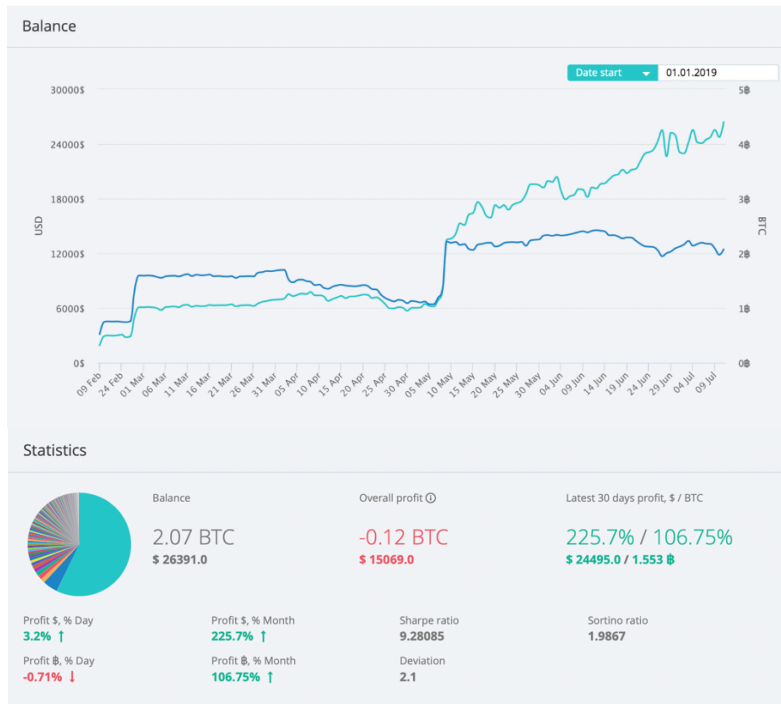 Balance
Date start 01.01.2019
30000$ 5฿
24000$ 4฿
18000$ 3฿
12000$ 2฿
6000$ 1฿
0$ 0฿
USD
BTC
09 Feb 24 Feb 01 Mar 06 Mar 11 Mar 16 Mar 21 Mar 26 Mar 31 Mar 05 Apr 10 Apr 15 Apr 20 Apr 25 Apr 30 Apr 05 May 10 May 15 May 20 May 25 May 30 May 04 Jun 09 Jun 14 Jun 19 Jun 24 Jun 29 Jun 04 Jul 09 Jul
Statistics
Balance Overall profit Latest 30 days profit, $ / BTC
2.07 BTC -0.12 BTC 225.7% / 106.75%
$ 26391.0 $ 15069.0 $ 24495.0 / 1.553 ฿
Profit $, % Day Profit $, % Month Sharpe ratio Sortino ratio
3.2% ↑ 225.7% ↑ 9.28085 1.9867
Profit ฿, % Day Profit ฿, % Month Deviation
-0.71% ↓ 106.75% ↑ 2.1